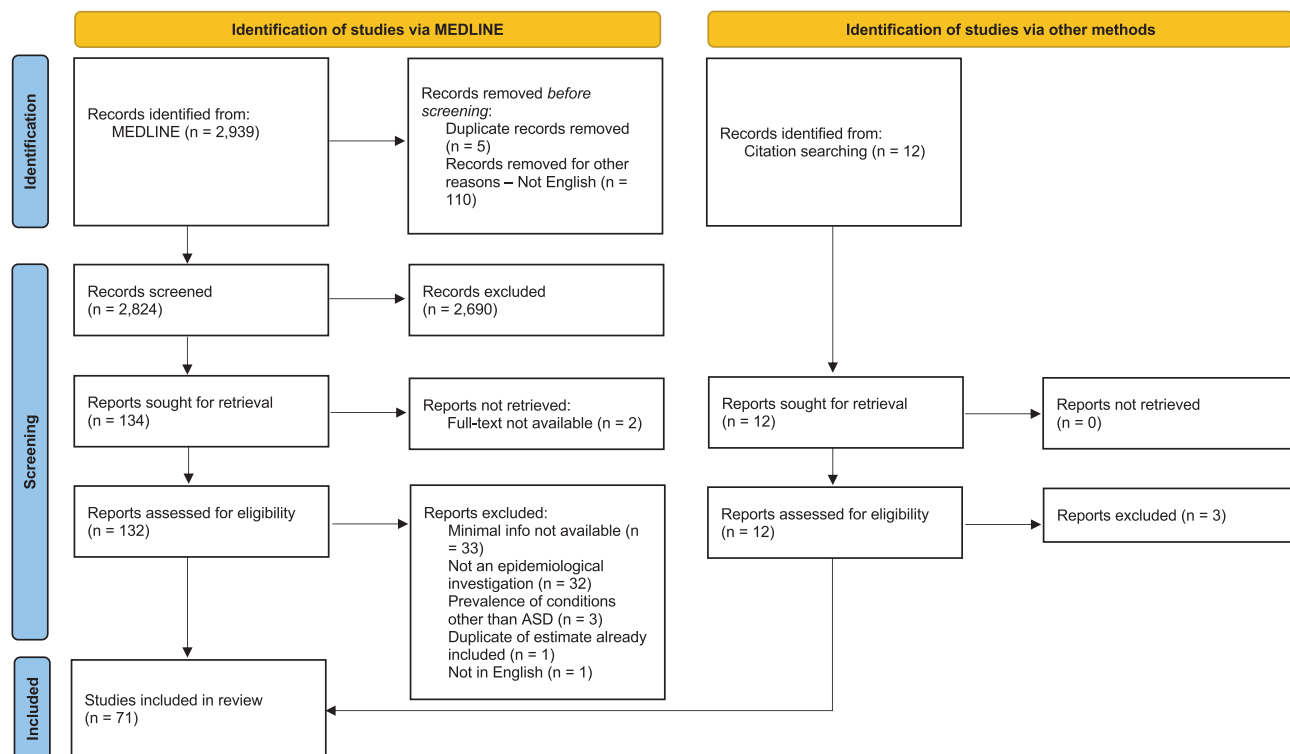 Identification of studies via MEDLINE
Identification of studies via other methods
Identification
Records identified from:
MEDLINE (n = 2,939)
Records removed before
screening:
Duplicate records removed
(n = 5)
Records removed for other
reasons – Not English (n =
110)
Records identified from:
Citation searching (n = 12)
Screening
Records screened
(n = 2,824)
Records excluded
(n = 2,690)
Reports sought for retrieval
(n = 134)
Reports not retrieved:
Full-text not available (n = 2)
Reports sought for retrieval
(n = 12)
Reports not retrieved
(n = 0)
Reports assessed for eligibility
(n = 132)
Reports excluded:
Minimal info not available (n
= 33)
Not an epidemiological
investigation (n = 32)
Prevalence of conditions
other than ASD (n = 3)
Duplicate of estimate already
included (n = 1)
Not in English (n = 1)
Reports assessed for eligibility
(n = 12)
Reports excluded (n = 3)
Included
Studies included in review
(n = 71)